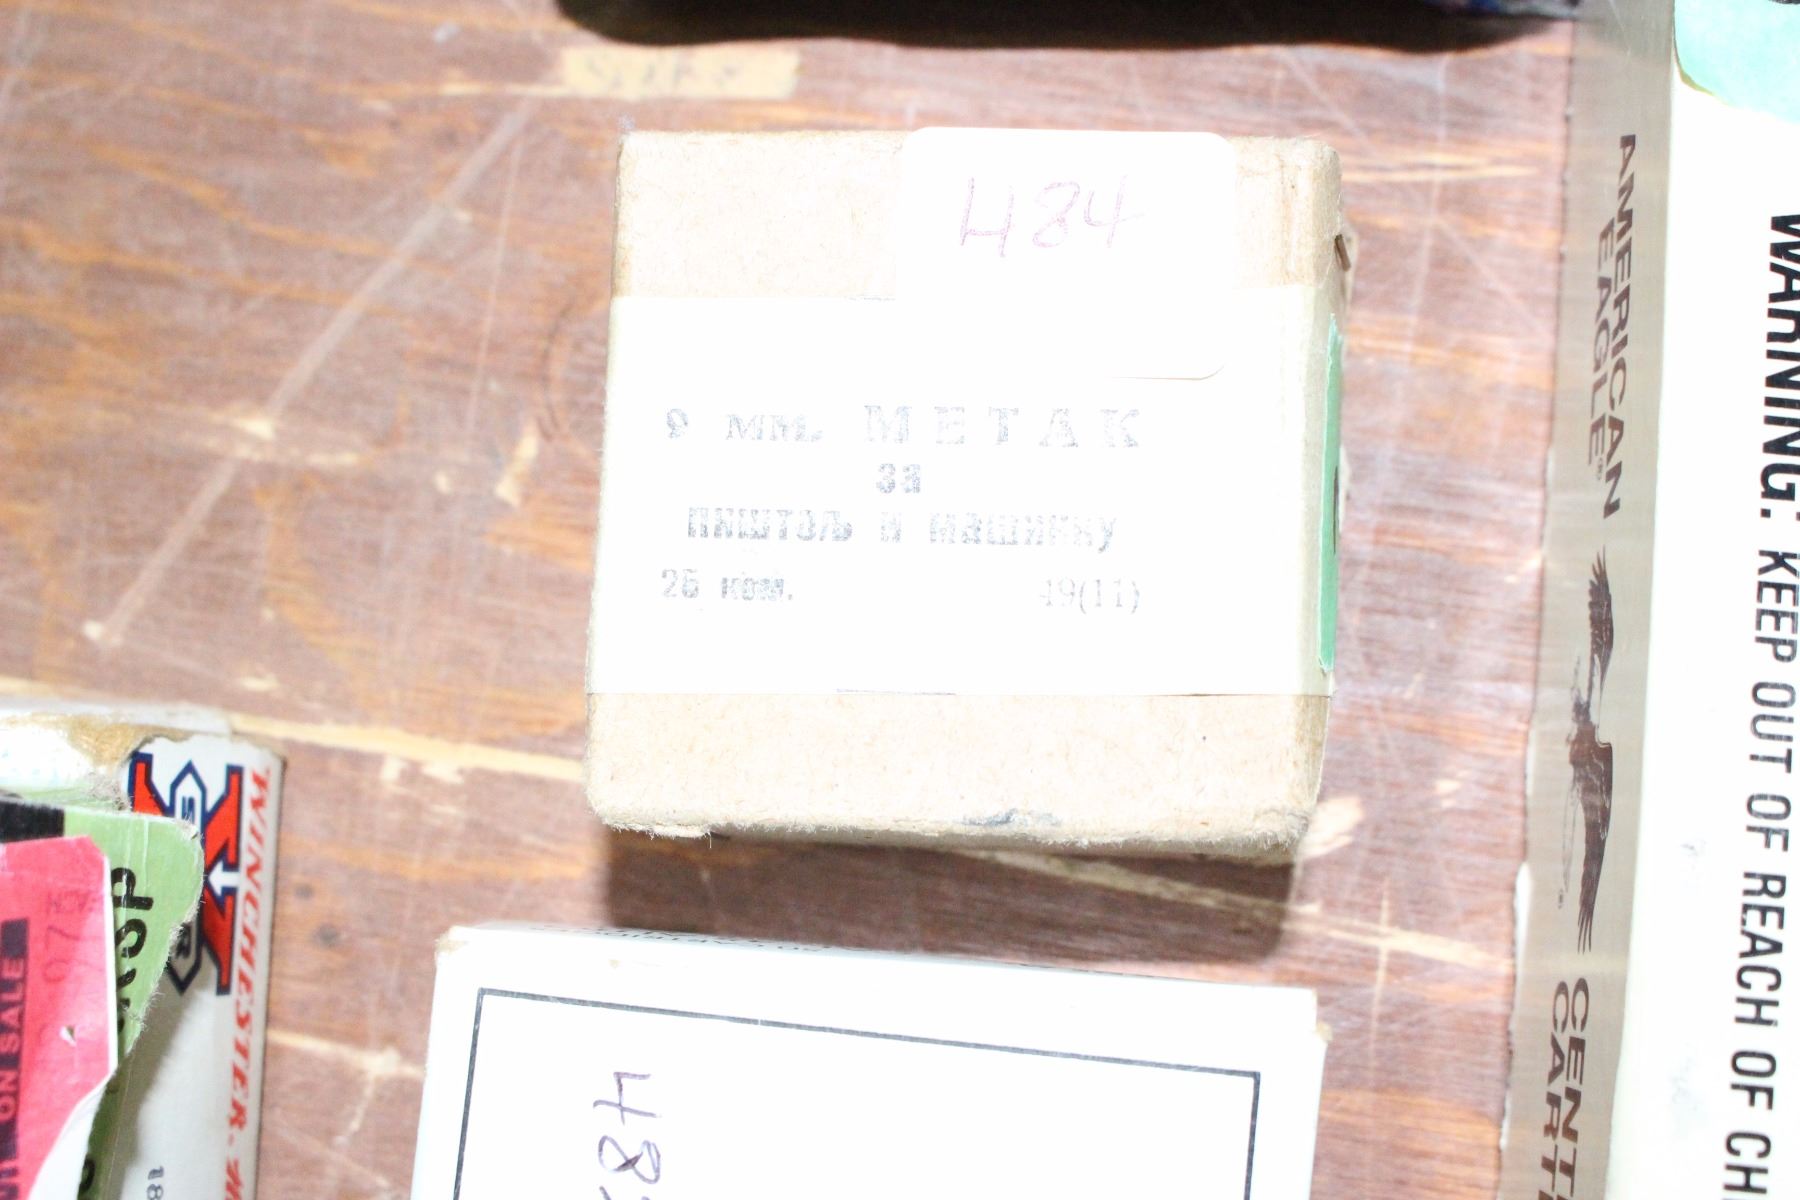 484
9 мм. МЕТАК
за
пиштољ и машинку
25 ком. 49(11)
AMERICAN
EAGLE®
WARNING: KEEP OUT OF REACH OF CH
WINCHESTER
ON SALE
48